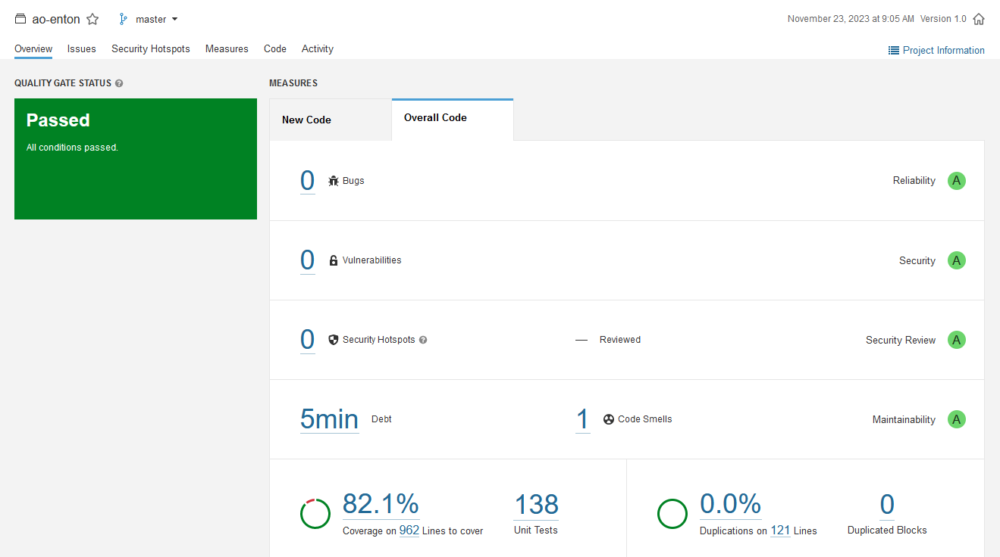 ao-enton master
November 23, 2023 at 9:05 AM Version 1.0
Overview Issues Security Hotspots Measures Code Activity
Project Information
QUALITY GATE STATUS ?
Passed
All conditions passed.
MEASURES
New Code
Overall Code
0 Bugs
Reliability A
0 Vulnerabilities
Security A
0 Security Hotspots ?
— Reviewed
Security Review A
5min Debt
1 Code Smells
Maintainability A
82.1%
Coverage on 962 Lines to cover
138
Unit Tests
0.0%
Duplications on 121 Lines
0
Duplicated Blocks